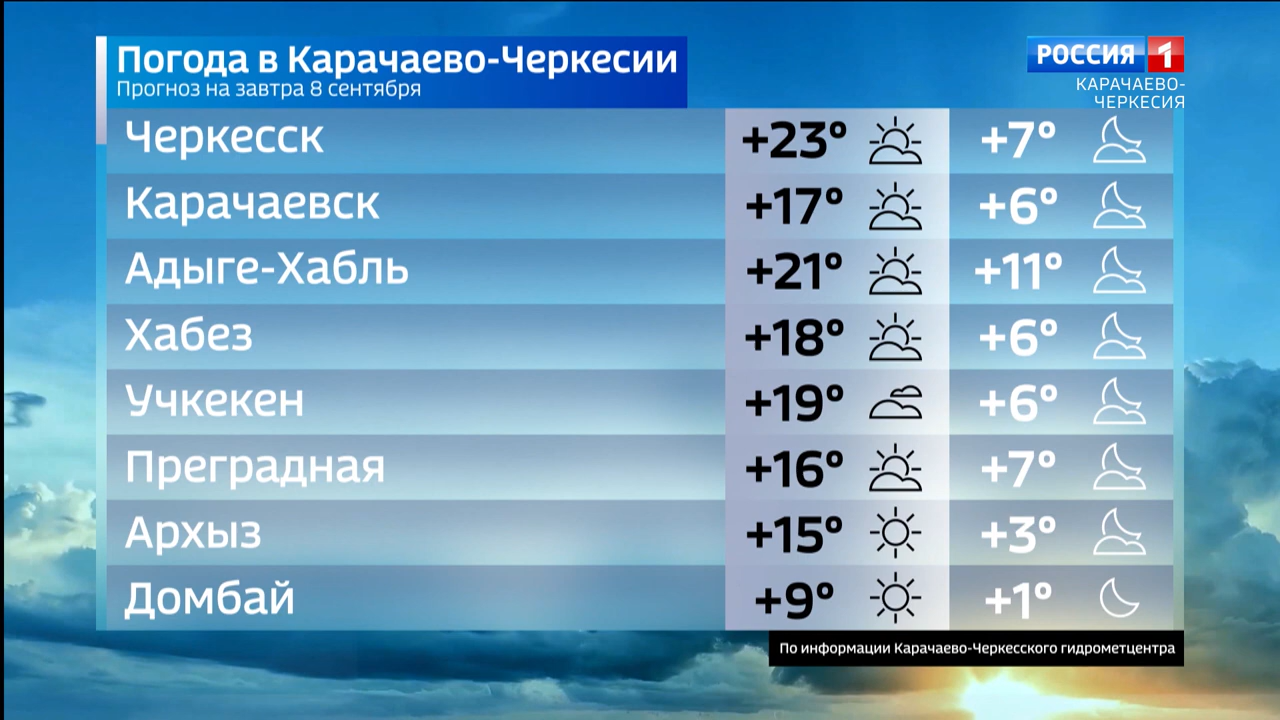 Погода в Карачаево-Черкесии
Прогноз на завтра 8 сентября
РОССИЯ 1
КАРАЧАЕВО-
ЧЕРКЕСИЯ
Черкесск +23° +7°
Карачаевск +17° +6°
Адыге-Хабль +21° +11°
Хабез +18° +6°
Учкекен +19° +6°
Преградная +16° +7°
Архыз +15° +3°
Домбай +9° +1°
По информации Карачаево-Черкесского гидрометцентра